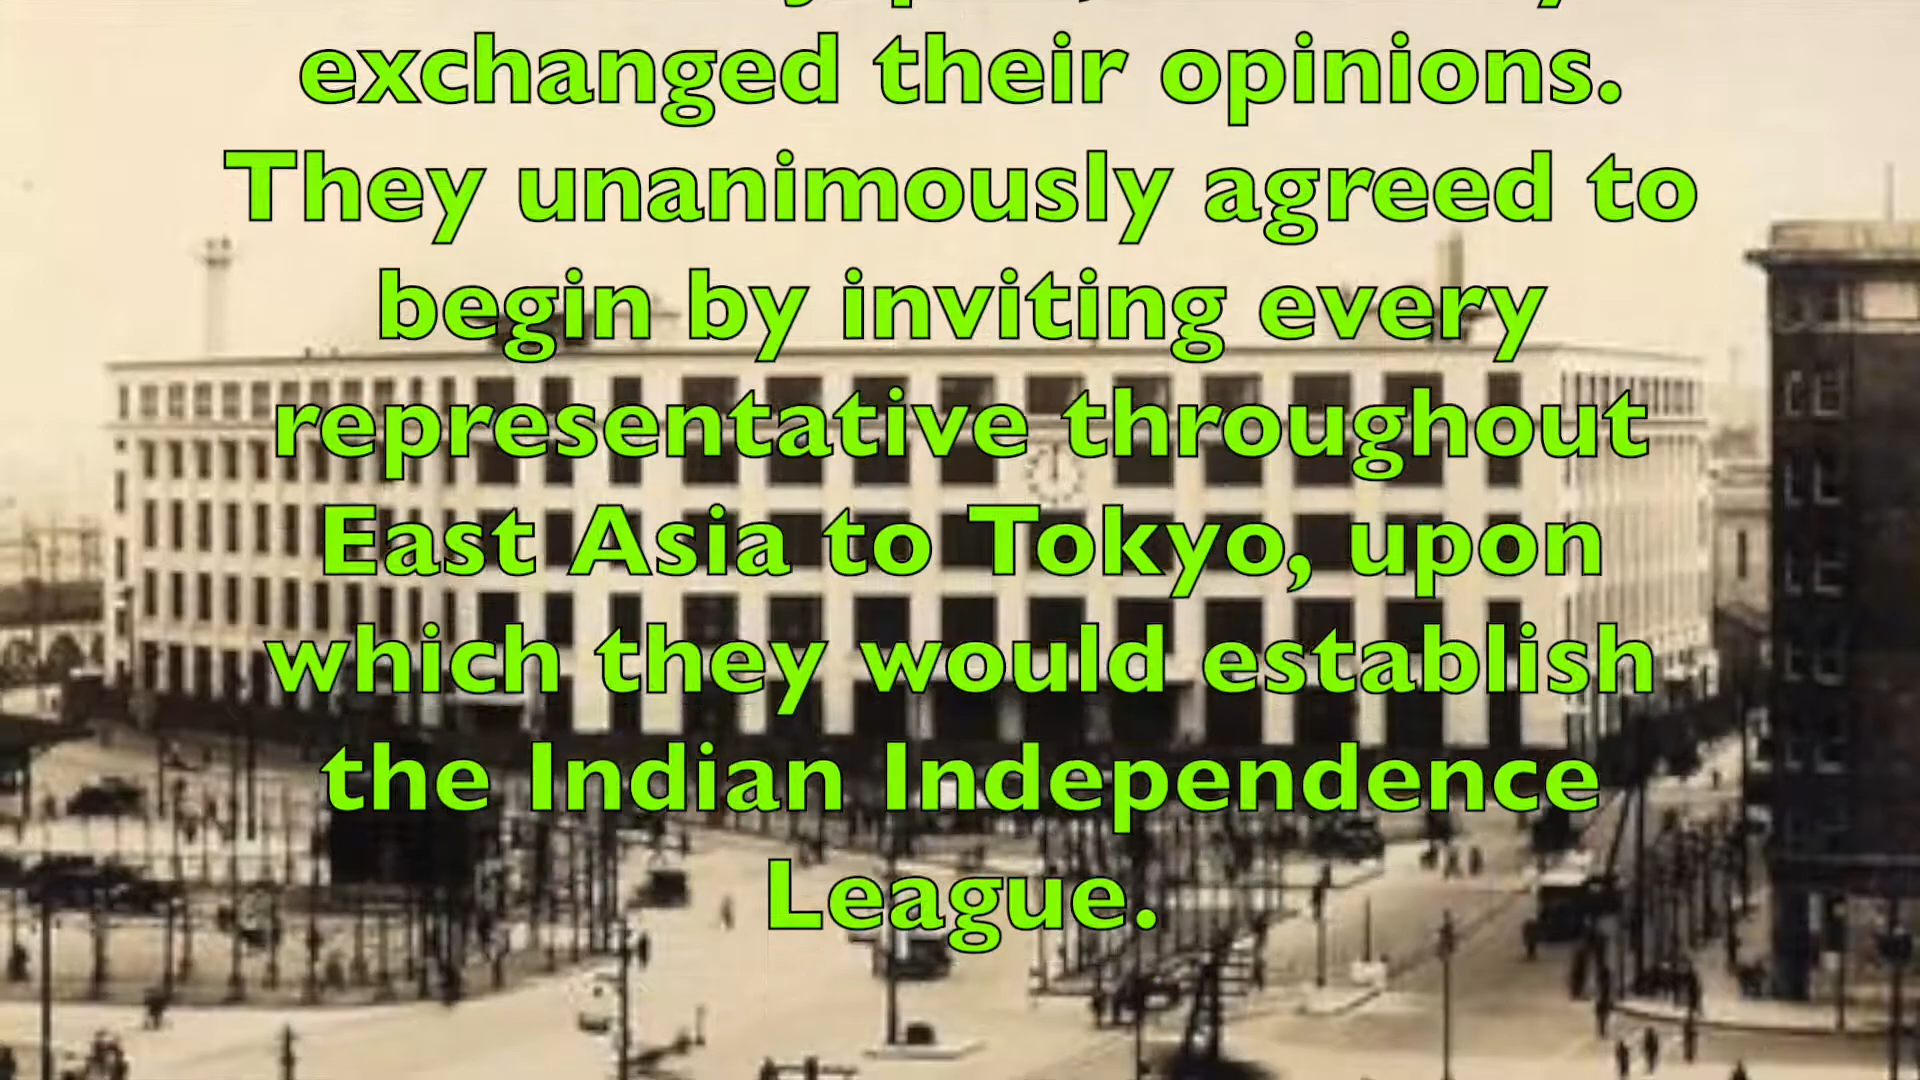 exchanged their opinions.
They unanimously agreed to
begin by inviting every
representative throughout
East Asia to Tokyo, upon
which they would establish
the Indian Independence
League.